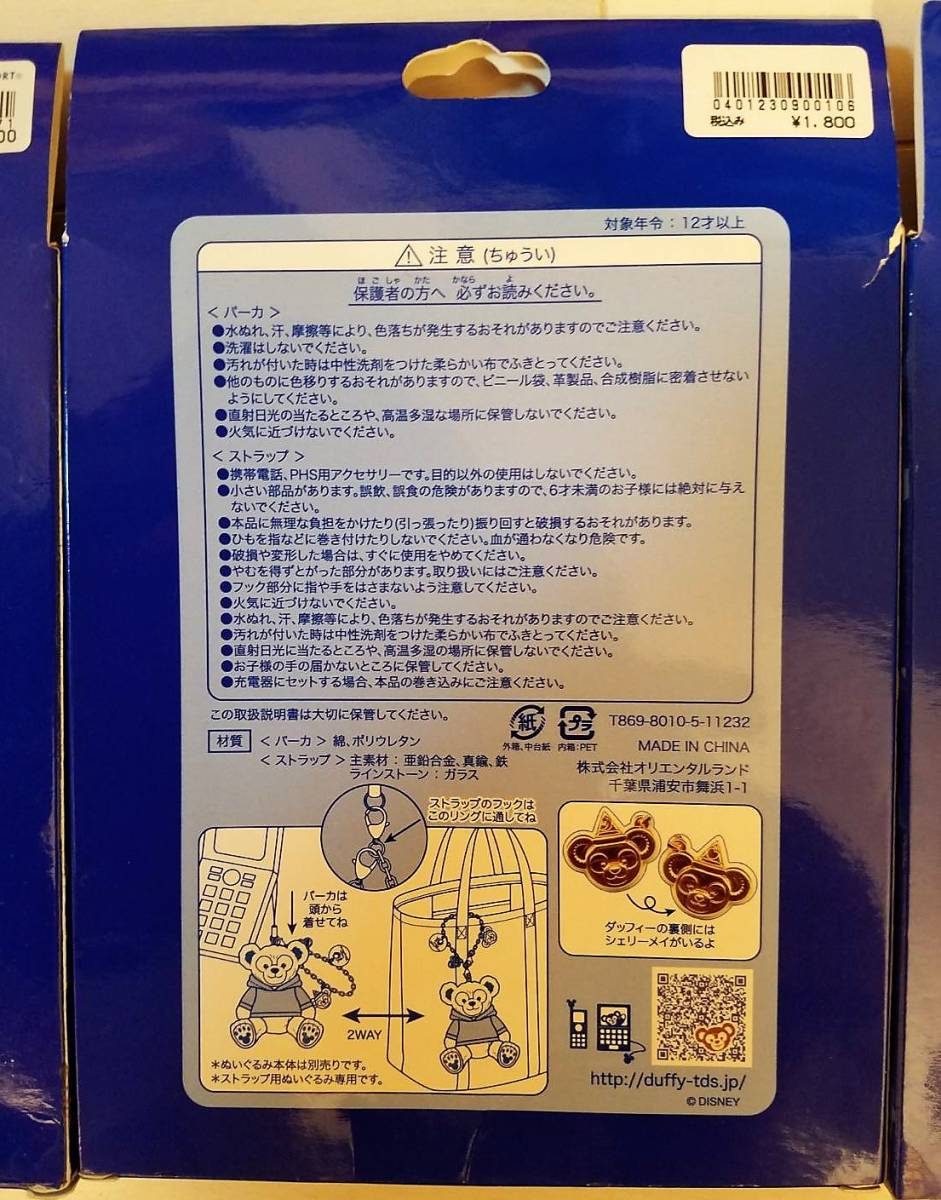 ORT®
71
00
0401230900106
税込み ¥1,800
対象年令：12才以上
⚠ 注意(ちゅうい)
ほごしゃ かた かなら よ
保護者の方へ 必ずお読みください。
＜パーカ＞
●水ぬれ、汗、摩擦等により、色落ちが発生するおそれがありますのでご注意ください。
●洗濯はしないでください。
●汚れが付いた時は中性洗剤をつけた柔らかい布でふきとってください。
●他のものに色移りするおそれがありますので、ビニール袋、革製品、合成樹脂に密着させない
ようにしてください。
●直射日光の当たるところや、高温多湿な場所に保管しないでください。
●火気に近づけないでください。
＜ストラップ＞
●携帯電話、PHS用アクセサリーです。目的以外の使用はしないでください。
●小さい部品があります。誤飲、誤食の危険がありますので、6才未満のお子様には絶対に与え
ないでください。
●本品に無理な負担をかけたり(引っ張ったり)振り回すと破損するおそれがあります。
●ひもを指などに巻き付けたりしないでください。血が通わなくなり危険です。
●破損や変形した場合は、すぐに使用をやめてください。
●やむを得ずとがった部分があります。取り扱いにはご注意ください。
●フック部分に指や手をはさまないよう注意してください。
●火気に近づけないでください。
●水ぬれ、汗、摩擦等により、色落ちが発生するおそれがありますのでご注意ください。
●汚れが付いた時は中性洗剤をつけた柔らかい布でふきとってください。
●直射日光に当たるところや、高温多湿の場所に保管しないでください。
●お子様の手の届かないところに保管してください。
●充電器にセットする場合、本品の巻き込みにご注意ください。
この取扱説明書は大切に保管してください。
紙 プラ T869-8010-5-11232
外箱、中台紙 内箱：PET
材質 ＜パーカ＞ 綿、ポリウレタン
MADE IN CHINA
＜ストラップ＞ 主素材：亜鉛合金、真鍮、鉄
ラインストーン：ガラス
株式会社オリエンタルランド
千葉県浦安市舞浜1-1
ストラップのフックは
このリングに通してね
パーカは
頭から
着せてね
2WAY
＊ぬいぐるみ本体は別売りです。
＊ストラップ用ぬいぐるみ専用です。
ダッフィーの裏側には
シェリーメイがいるよ
http://duffy-tds.jp/
©DISNEY